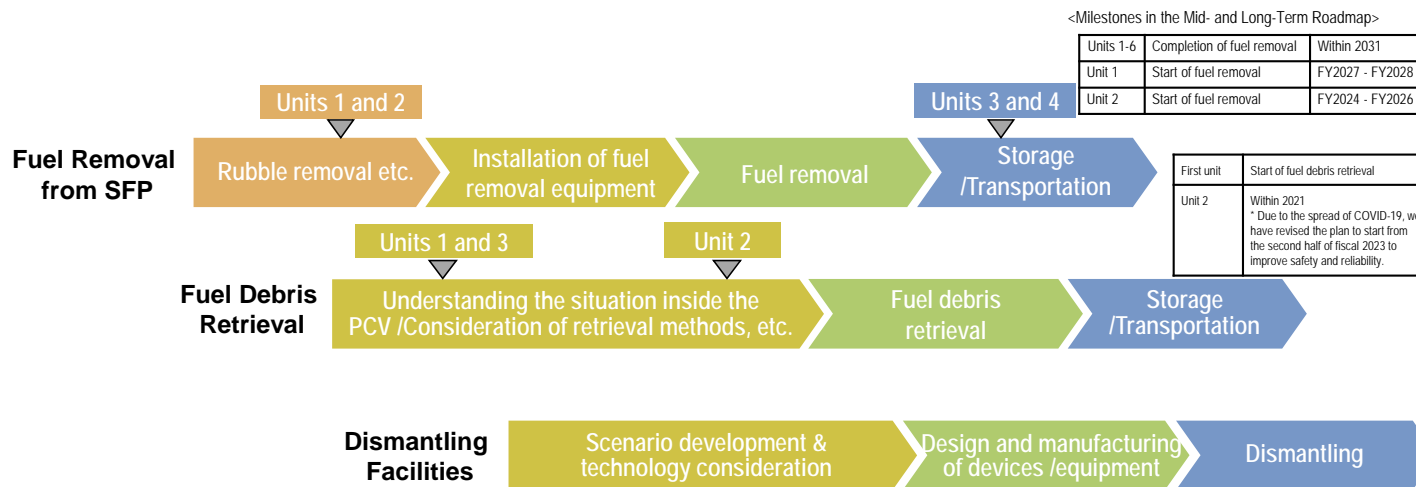 <Milestones in the Mid- and Long-Term Roadmap>
Units 1-6 Completion of fuel removal Within 2031
Unit 1 Start of fuel removal FY2027 - FY2028
Unit 2 Start of fuel removal FY2024 - FY2026
Units 1 and 2
Units 3 and 4
Fuel Removal
from SFP
Rubble removal etc.
Installation of fuel
removal equipment
Fuel removal
Storage
/Transportation
First unit Start of fuel debris retrieval
Unit 2 Within 2021
* Due to the spread of COVID-19, we
have revised the plan to start from
the second half of fiscal 2023 to
improve safety and reliability.
Units 1 and 3
Unit 2
Fuel Debris
Retrieval
Understanding the situation inside the
PCV /Consideration of retrieval methods, etc.
Fuel debris
retrieval
Storage
/Transportation
Dismantling
Facilities
Scenario development &
technology consideration
Design and manufacturing
of devices /equipment
Dismantling